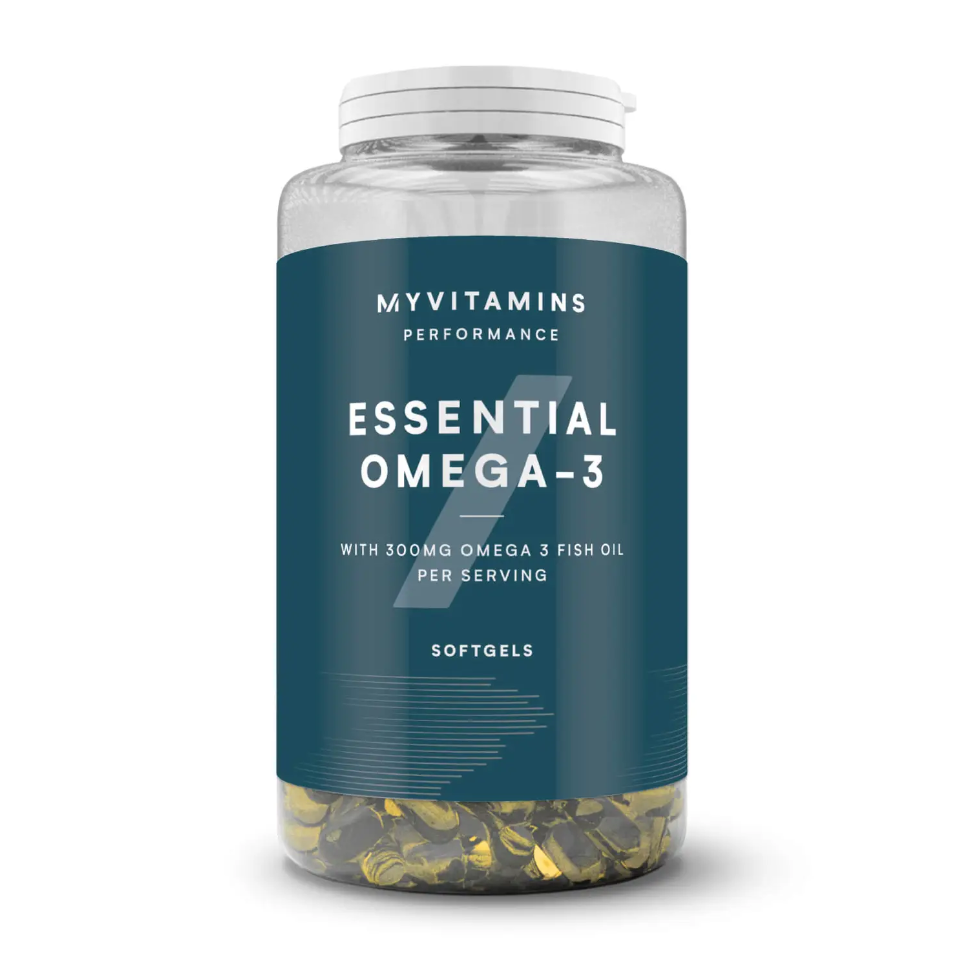 MYVITAMINS
PERFORMANCE
ESSENTIAL
OMEGA-3
WITH 300MG OMEGA 3 FISH OIL
PER SERVING
SOFTGELS